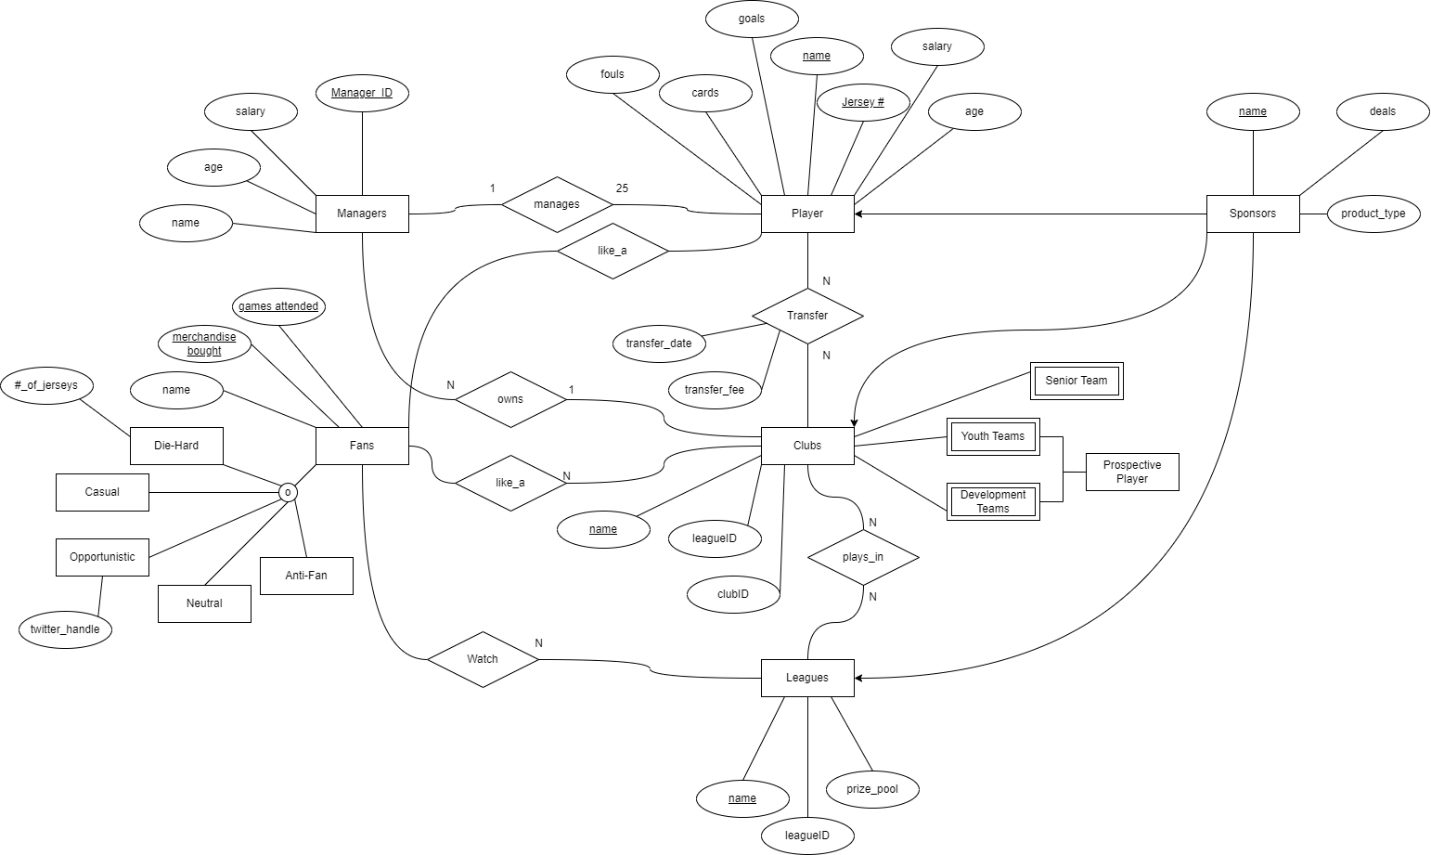 goals
name
salary
fouls
cards
Jersey #
age
Manager_ID
salary
age
name
name
deals
product_type
Managers
1
manages
25
Player
Sponsors
like_a
N
Transfer
N
transfer_date
transfer_fee
games attended
merchandise
bought
name
#_of_jerseys
N
owns
1
Senior Team
Youth Teams
Development
Teams
Prospective
Player
Die-Hard
Fans
Clubs
Casual
o
like_a
N
name
leagueID
clubID
N
plays_in
N
Opportunistic
Neutral
Anti-Fan
twitter_handle
Watch
N
Leagues
name
prize_pool
leagueID